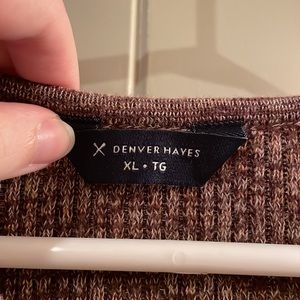 DENVER HAYES
XL • TG